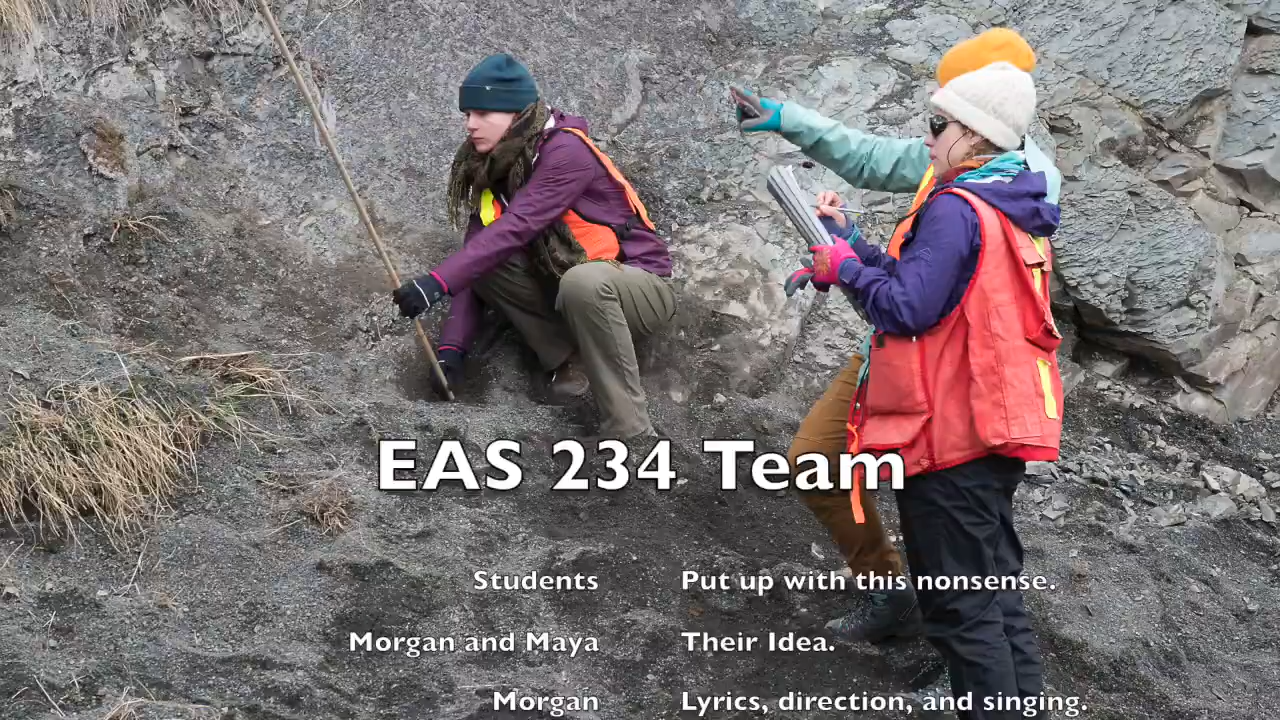 EAS 234 Team
Students Put up with this nonsense.
Morgan and Maya Their Idea.
Morgan Lyrics, direction, and singing.